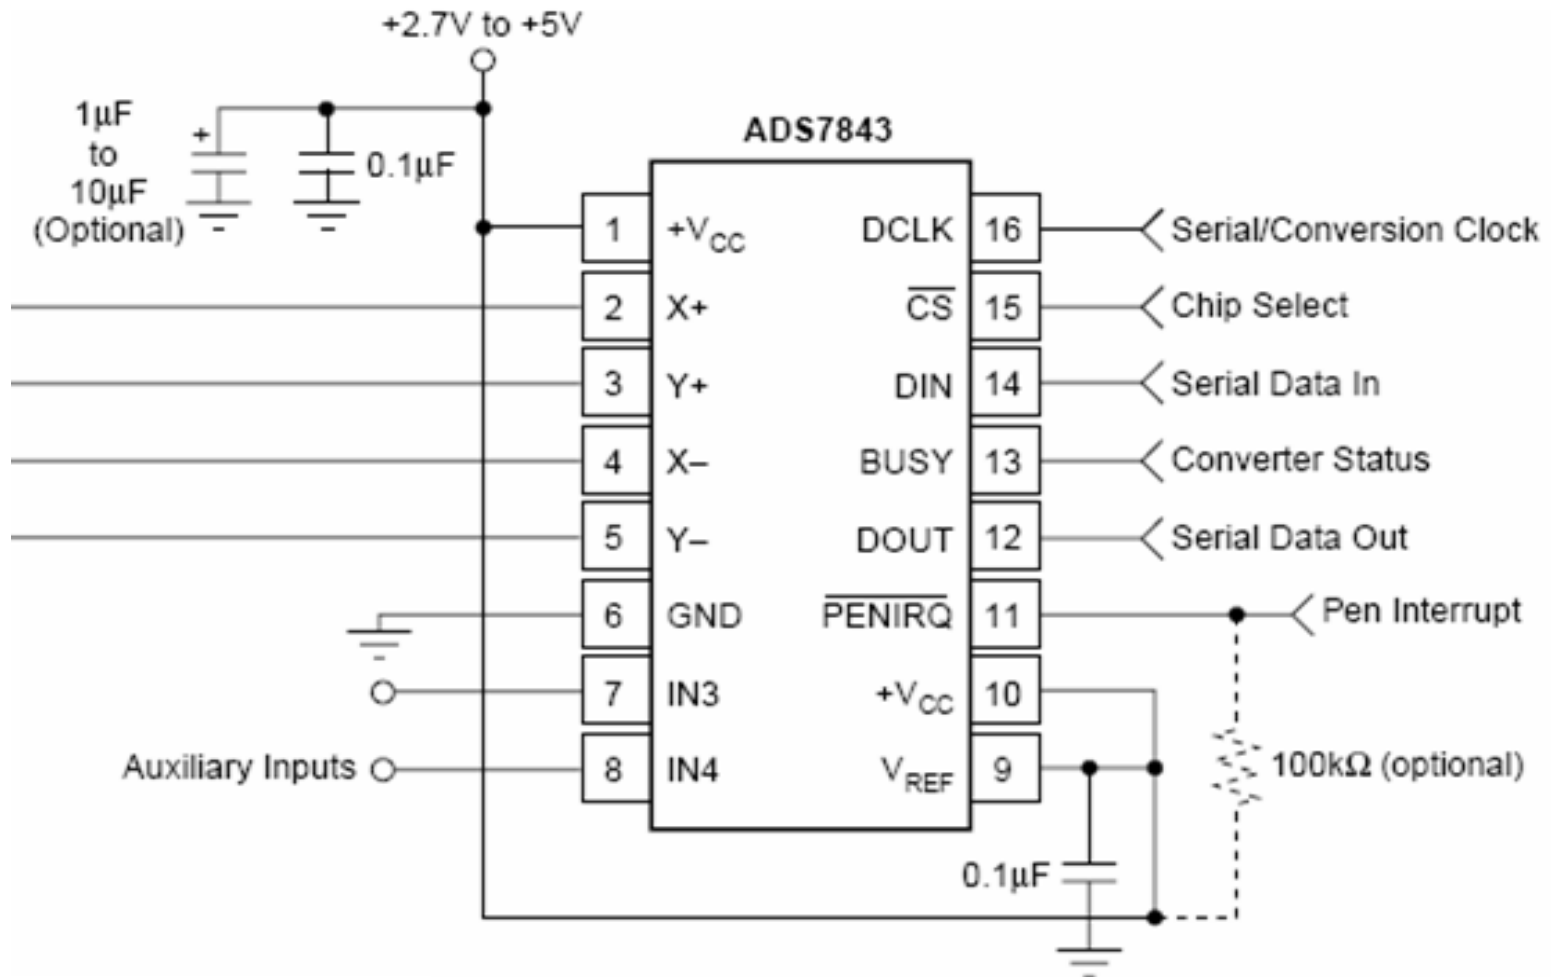 +2.7V to +5V
1µF
to
10µF
(Optional)
+
0.1µF
ADS7843
1 +VCC DCLK 16 Serial/Conversion Clock
2 X+ CS 15 Chip Select
3 Y+ DIN 14 Serial Data In
4 X– BUSY 13 Converter Status
5 Y– DOUT 12 Serial Data Out
6 GND PENIRQ 11 Pen Interrupt
7 IN3 +VCC 10
Auxiliary Inputs 8 IN4 VREF 9 100kΩ (optional)
0.1µF